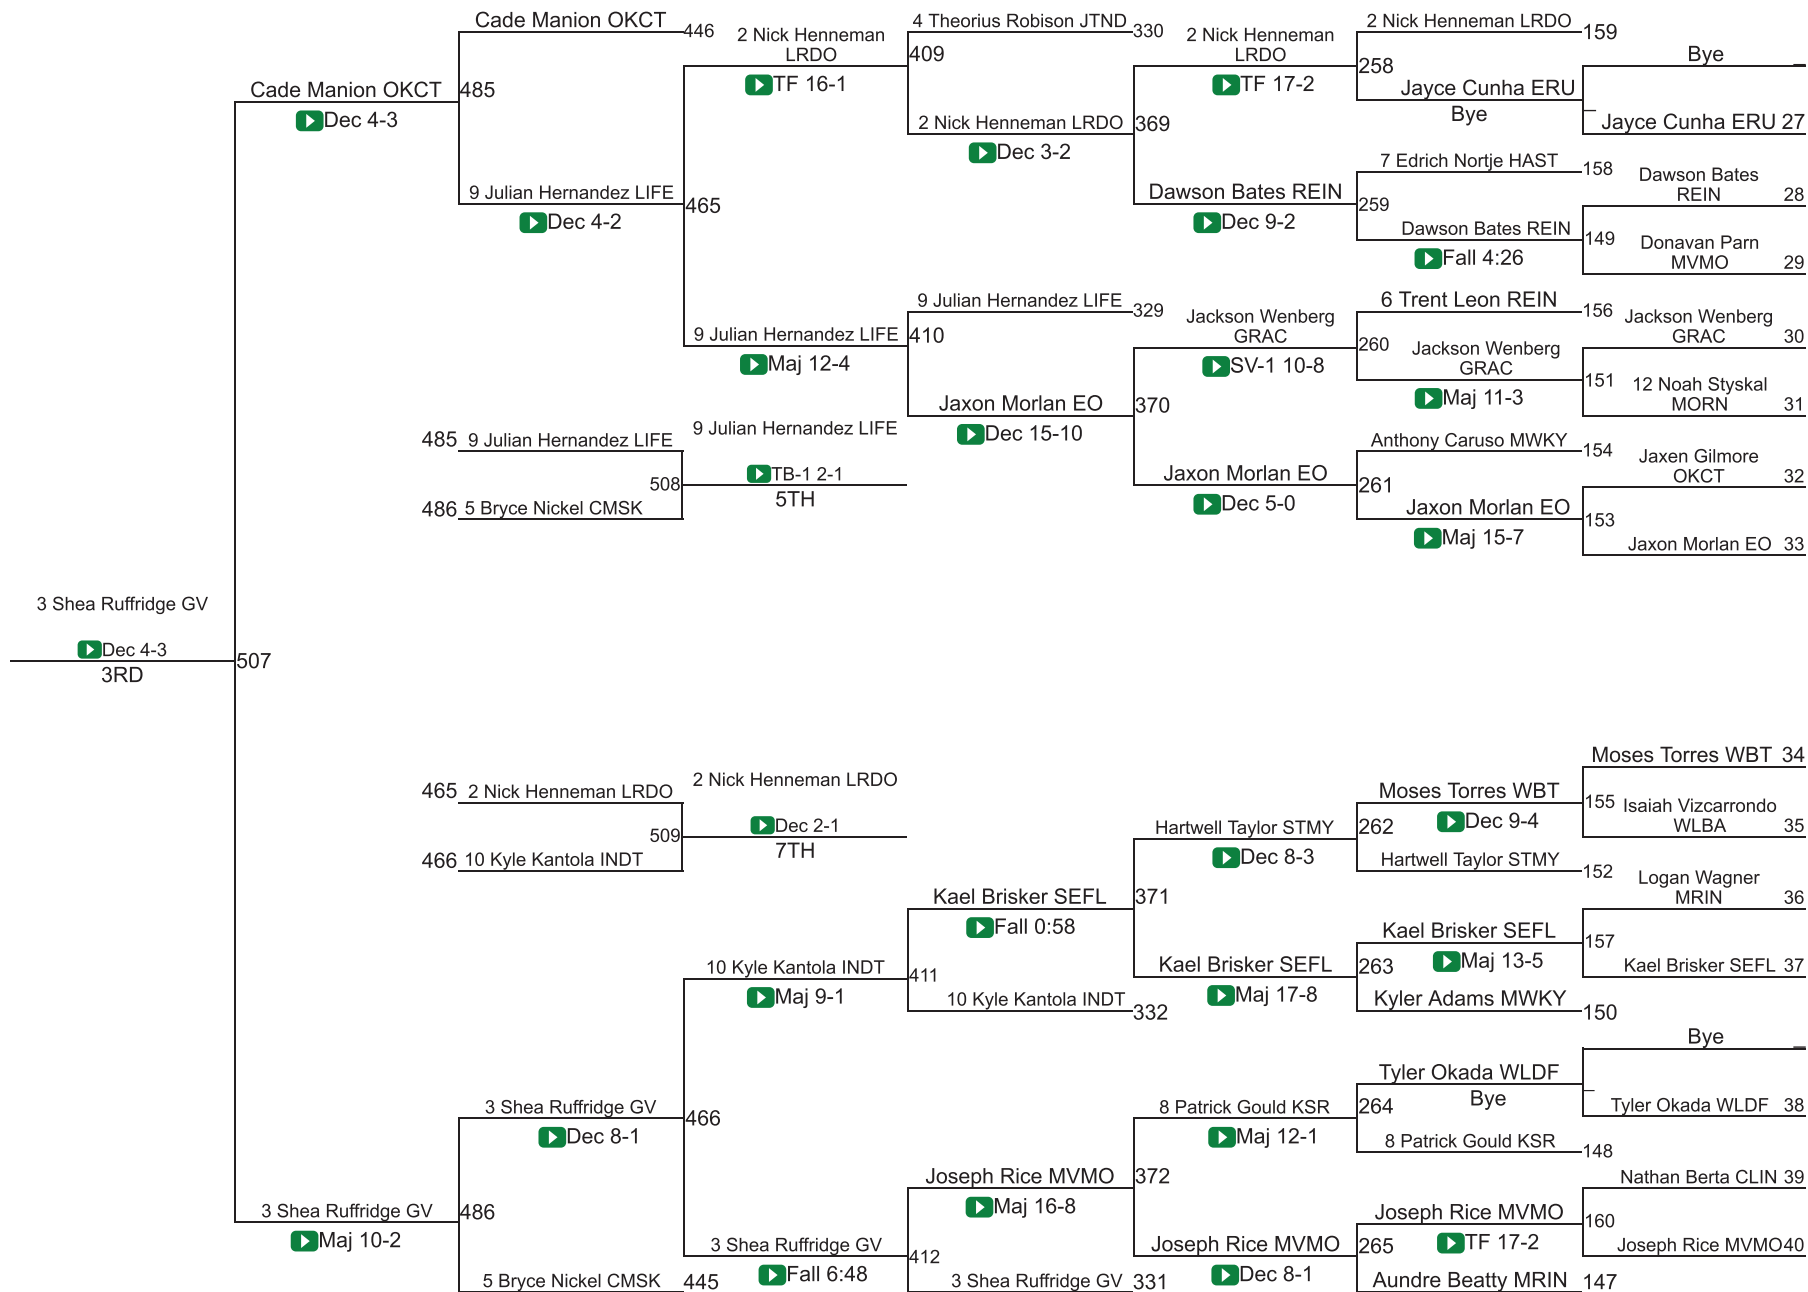 Cade Manion OKCT
446
Cade Manion OKCT
Dec 4-3
485
9 Julian Hernandez LIFE
Dec 4-2
2 Nick Henneman
LRDO
TF 16-1
465
9 Julian Hernandez LIFE
Maj 12-4
4 Theorius Robison JTND
330
409
2 Nick Henneman LRDO
Dec 3-2
2 Nick Henneman
LRDO
TF 17-2
369
Dawson Bates REIN
Dec 9-2
2 Nick Henneman LRDO
159
258
Jayce Cunha ERU
Bye
Bye
Jayce Cunha ERU 27
7 Edrich Nortje HAST
158
259
Dawson Bates REIN
Fall 4:26
Dawson Bates
REIN
28
149
Donavan Parn
MVMO
29
9 Julian Hernandez LIFE
329
410
Jaxon Morlan EO
Dec 15-10
Jackson Wenberg
GRAC
SV-1 10-8
370
Jaxon Morlan EO
Dec 5-0
6 Trent Leon REIN
156
260
Jackson Wenberg
GRAC
Maj 11-3
Jackson Wenberg
GRAC
30
151
12 Noah Styskal
MORN
31
Anthony Caruso MWKY
154
261
Jaxon Morlan EO
Maj 15-7
Jaxen Gilmore
OKCT
32
153
Jaxon Morlan EO 33
485
9 Julian Hernandez LIFE
508
486
5 Bryce Nickel CMSK
9 Julian Hernandez LIFE
TB-1 2-1
5TH
3 Shea Ruffridge GV
Dec 4-3
3RD
507
465
2 Nick Henneman LRDO
509
466
10 Kyle Kantola INDT
2 Nick Henneman LRDO
Dec 2-1
7TH
Moses Torres WBT 34
Moses Torres WBT
Dec 9-4
155
Isaiah Vizcarrondo
WLBA
35
Hartwell Taylor STMY
Dec 8-3
262
Hartwell Taylor STMY
152
Kael Brisker SEFL
Fall 0:58
371
Kael Brisker SEFL
Maj 17-8
Logan Wagner
MRIN
36
Kael Brisker SEFL
Maj 13-5
157
Kael Brisker SEFL 37
263
Kyler Adams MWKY
150
10 Kyle Kantola INDT
Maj 9-1
411
10 Kyle Kantola INDT
332
Bye
Tyler Okada WLDF
Bye
Tyler Okada WLDF 38
264
8 Patrick Gould KSR
148
3 Shea Ruffridge GV
Dec 8-1
466
8 Patrick Gould KSR
Maj 12-1
Joseph Rice MVMO
Maj 16-8
372
Joseph Rice MVMO
Dec 8-1
Nathan Berta CLIN 39
Joseph Rice MVMO
TF 17-2
160
Joseph Rice MVMO40
265
Aundre Beatty MRIN
147
3 Shea Ruffridge GV
Maj 10-2
486
5 Bryce Nickel CMSK
445
3 Shea Ruffridge GV
Fall 6:48
412
3 Shea Ruffridge GV
331